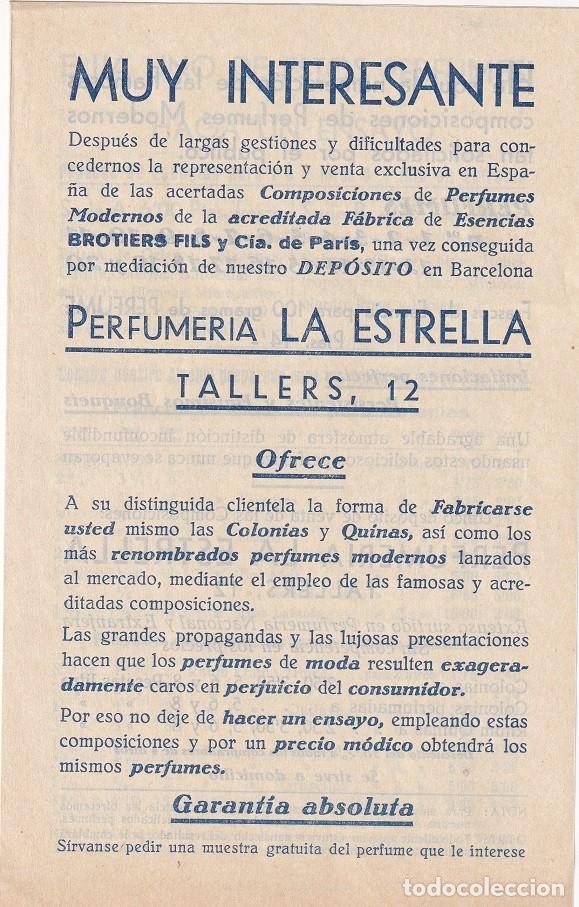 MUY INTERESANTE
Después de largas gestiones y dificultades para con-
cedernos la representación y venta exclusiva en Espa-
ña de las acertadas Composiciones de Perfumes
Modernos de la acreditada Fábrica de Esencias
BROTIERS FILS y Cía. de París, una vez conseguida
por mediación de nuestro DEPÓSITO en Barcelona
PERFUMERIA LA ESTRELLA
TALLERS, 12
Ofrece
A su distinguida clientela la forma de Fabricarse
usted mismo las Colonias y Quinas, así como los
más renombrados perfumes modernos lanzados
al mercado, mediante el empleo de las famosas y acre-
ditadas composiciones.
Las grandes propagandas y las lujosas presentaciones
hacen que los perfumes de moda resulten exagera-
damente caros en perjuicio del consumidor.
Por eso no deje de hacer un ensayo, empleando estas
composiciones y por un precio módico obtendrá los
mismos perfumes.
Garantía absoluta
Sírvanse pedir una muestra gratuita del perfume que le interese
todocoleccion.net